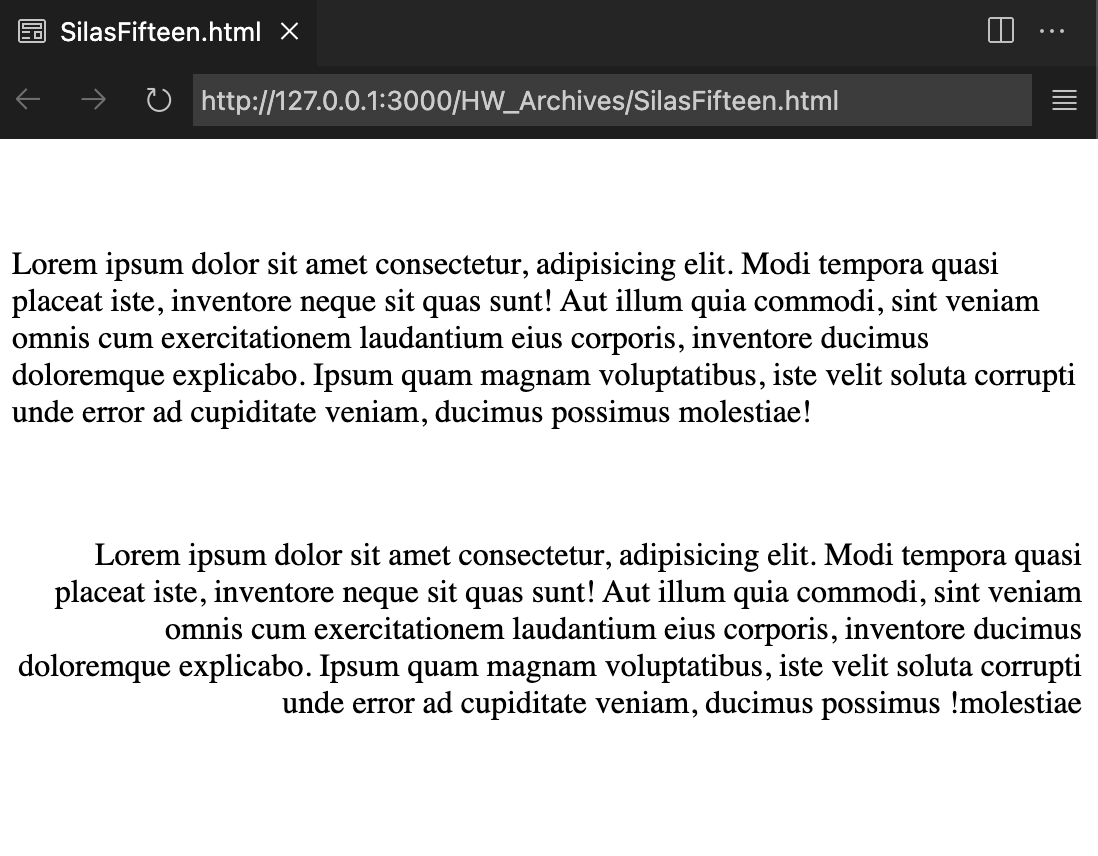 SilasFifteen.html
http://127.0.0.1:3000/HW_Archives/SilasFifteen.html
Lorem ipsum dolor sit amet consectetur, adipisicing elit. Modi tempora quasi
placeat iste, inventore neque sit quas sunt! Aut illum quia commodi, sint veniam
omnis cum exercitationem laudantium eius corporis, inventore ducimus
doloremque explicabo. Ipsum quam magnam voluptatibus, iste velit soluta corrupti
unde error ad cupiditate veniam, ducimus possimus molestiae!
Lorem ipsum dolor sit amet consectetur, adipisicing elit. Modi tempora quasi
placeat iste, inventore neque sit quas sunt! Aut illum quia commodi, sint veniam
omnis cum exercitationem laudantium eius corporis, inventore ducimus
doloremque explicabo. Ipsum quam magnam voluptatibus, iste velit soluta corrupti
unde error ad cupiditate veniam, ducimus possimus !molestiae